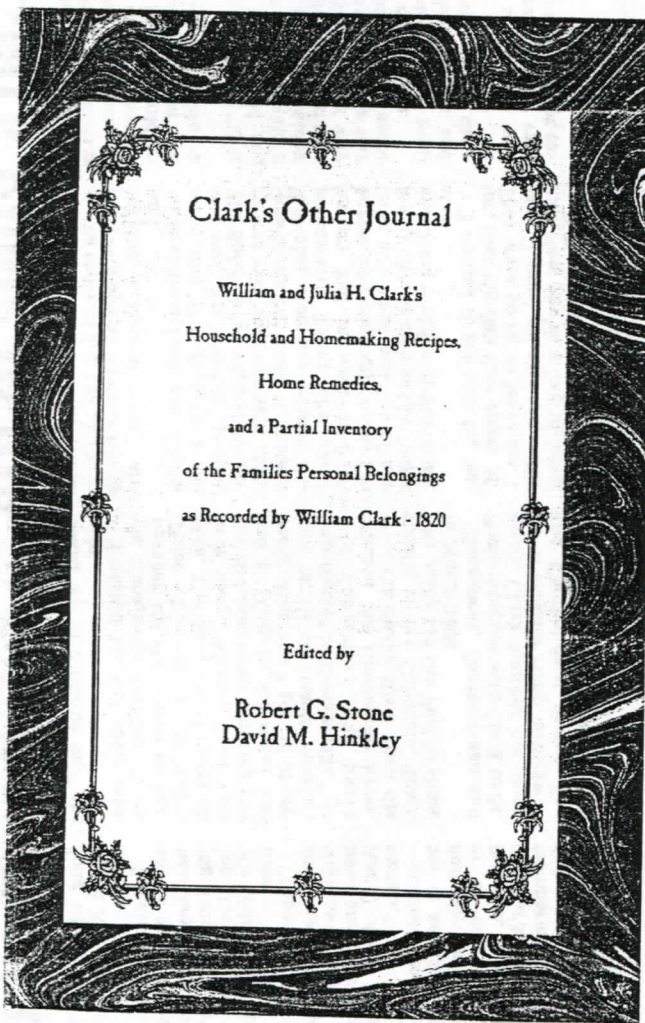 Clark's Other Journal
William and Julia H. Clark's
Household and Homemaking Recipes,
Home Remedies,
and a Partial Inventory
of the Families Personal Belongings
as Recorded by William Clark - 1820
Edited by
Robert G. Stone
David M. Hinkley